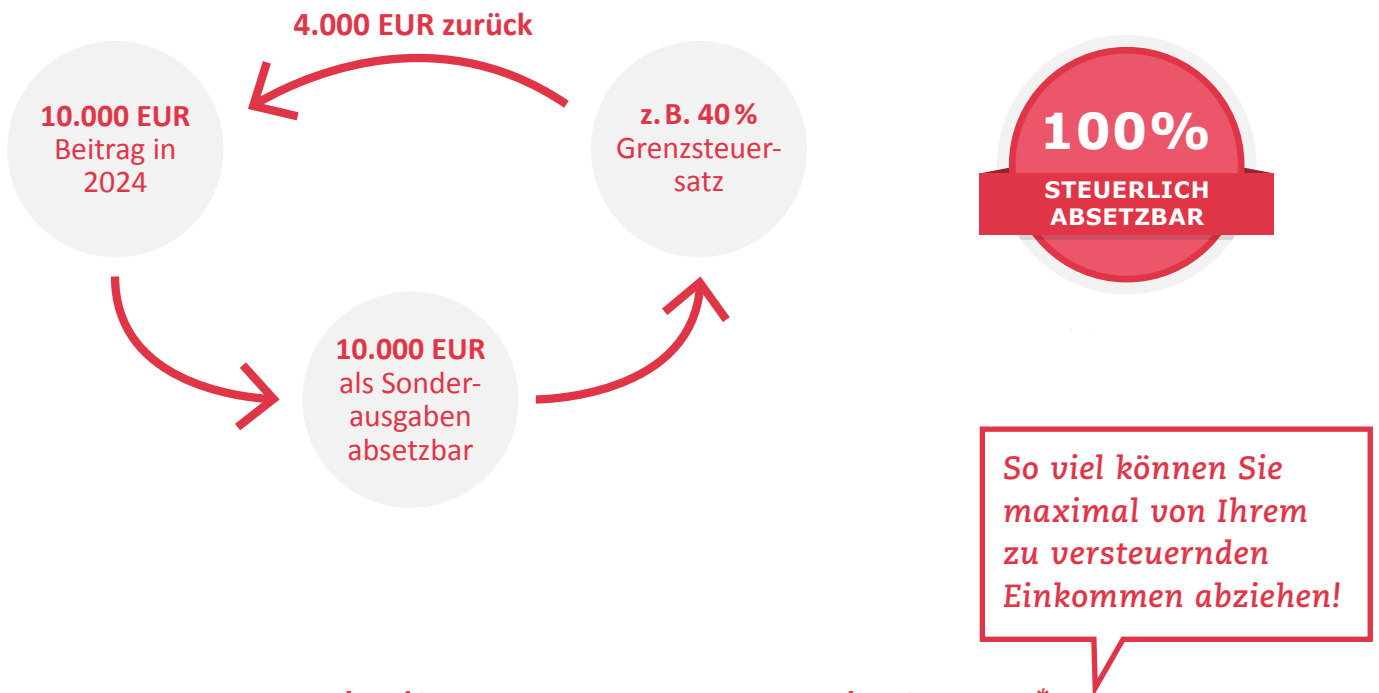 4.000 EUR zurück
10.000 EUR
Beitrag in
2024
z. B. 40 %
Grenzsteuer-
satz
10.000 EUR
als Sonder-
ausgaben
absetzbar
100%
STEUERLICH
ABSETZBAR
So viel können Sie
maximal von Ihrem
zu versteuernden
Einkommen abziehen!